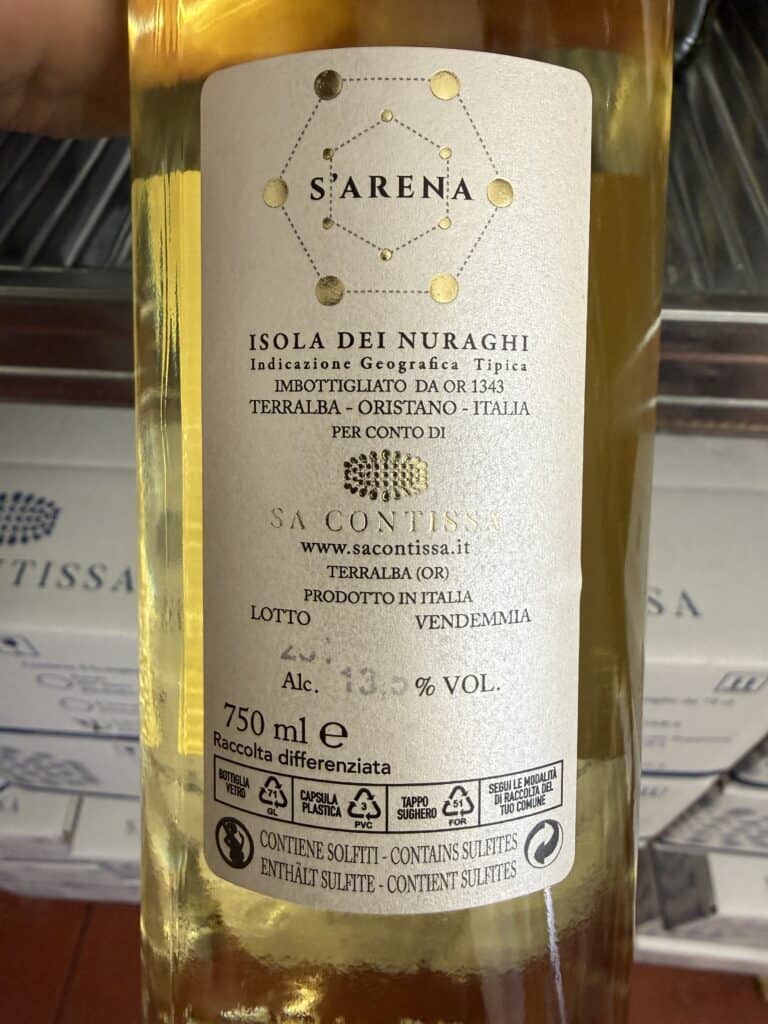 S'ARENA
ISOLA DEI NURAGHI
Indicazione Geografica Tipica
IMBOTTIGLIATO DA OR 1343
TERRALBA - ORISTANO - ITALIA
PER CONTO DI
SA CONTISSA
www.sacontissa.it
TERRALBA (OR)
PRODOTTO IN ITALIA
LOTTO VENDEMMIA
Alc. 13,5 % VOL.
750 ml e
Raccolta differenziata
BOTTIGLIA VETRO 71 GL
CAPSULA PLASTICA 3 PVC
TAPPO SUGHERO 51 FOR
SEGUI LE MODALITÀ DI RACCOLTA DEL TUO COMUNE
CONTIENE SOLFITI - CONTAINS SULFITES
ENTHÄLT SULFITE - CONTIENT SULFITES